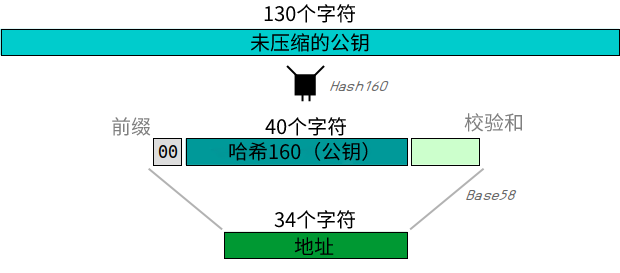 130个字符
未压缩的公钥
Hash160
40个字符
前缀
校验和
00
哈希160（公钥）
Base58
34个字符
地址